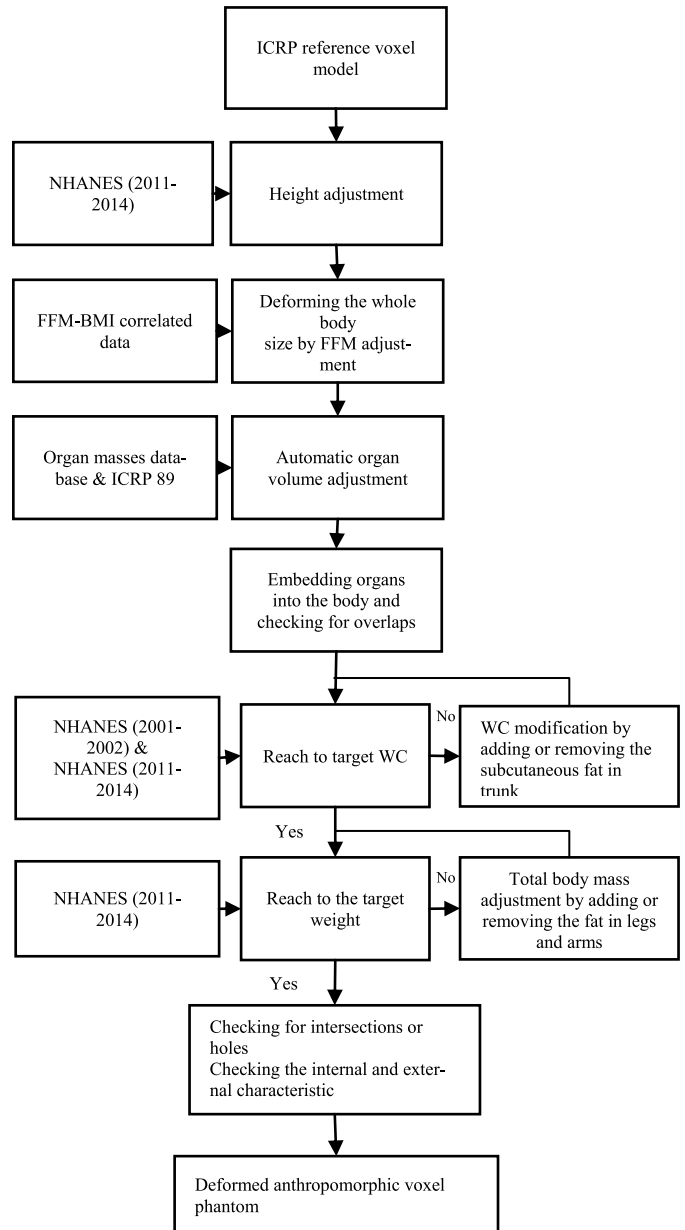 ICRP reference voxel
model
NHANES (2011-
2014)
Height adjustment
FFM-BMI correlated
data
Deforming the whole
body
size by FFM adjust-
ment
Organ masses data-
base & ICRP 89
Automatic organ
volume adjustment
Embedding organs
into the body and
checking for overlaps
NHANES (2001-
2002) &
NHANES (2011-
2014)
Reach to target WC
No
WC modification by
adding or removing the
subcutaneous fat in
trunk
Yes
NHANES (2011-
2014)
Reach to the target
weight
No
Total body mass
adjustment by adding or
removing the fat in legs
and arms
Yes
Checking for intersections or
holes
Checking the internal and exter-
nal characteristic
Deformed anthropomorphic voxel
phantom